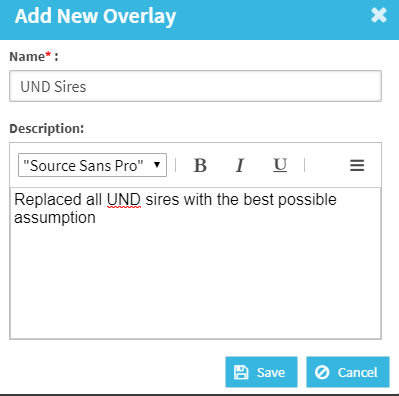 Add New Overlay
Name* :
UND Sires
Description:
"Source Sans Pro" B I U
Replaced all UND sires with the best possible
assumption
Save Cancel